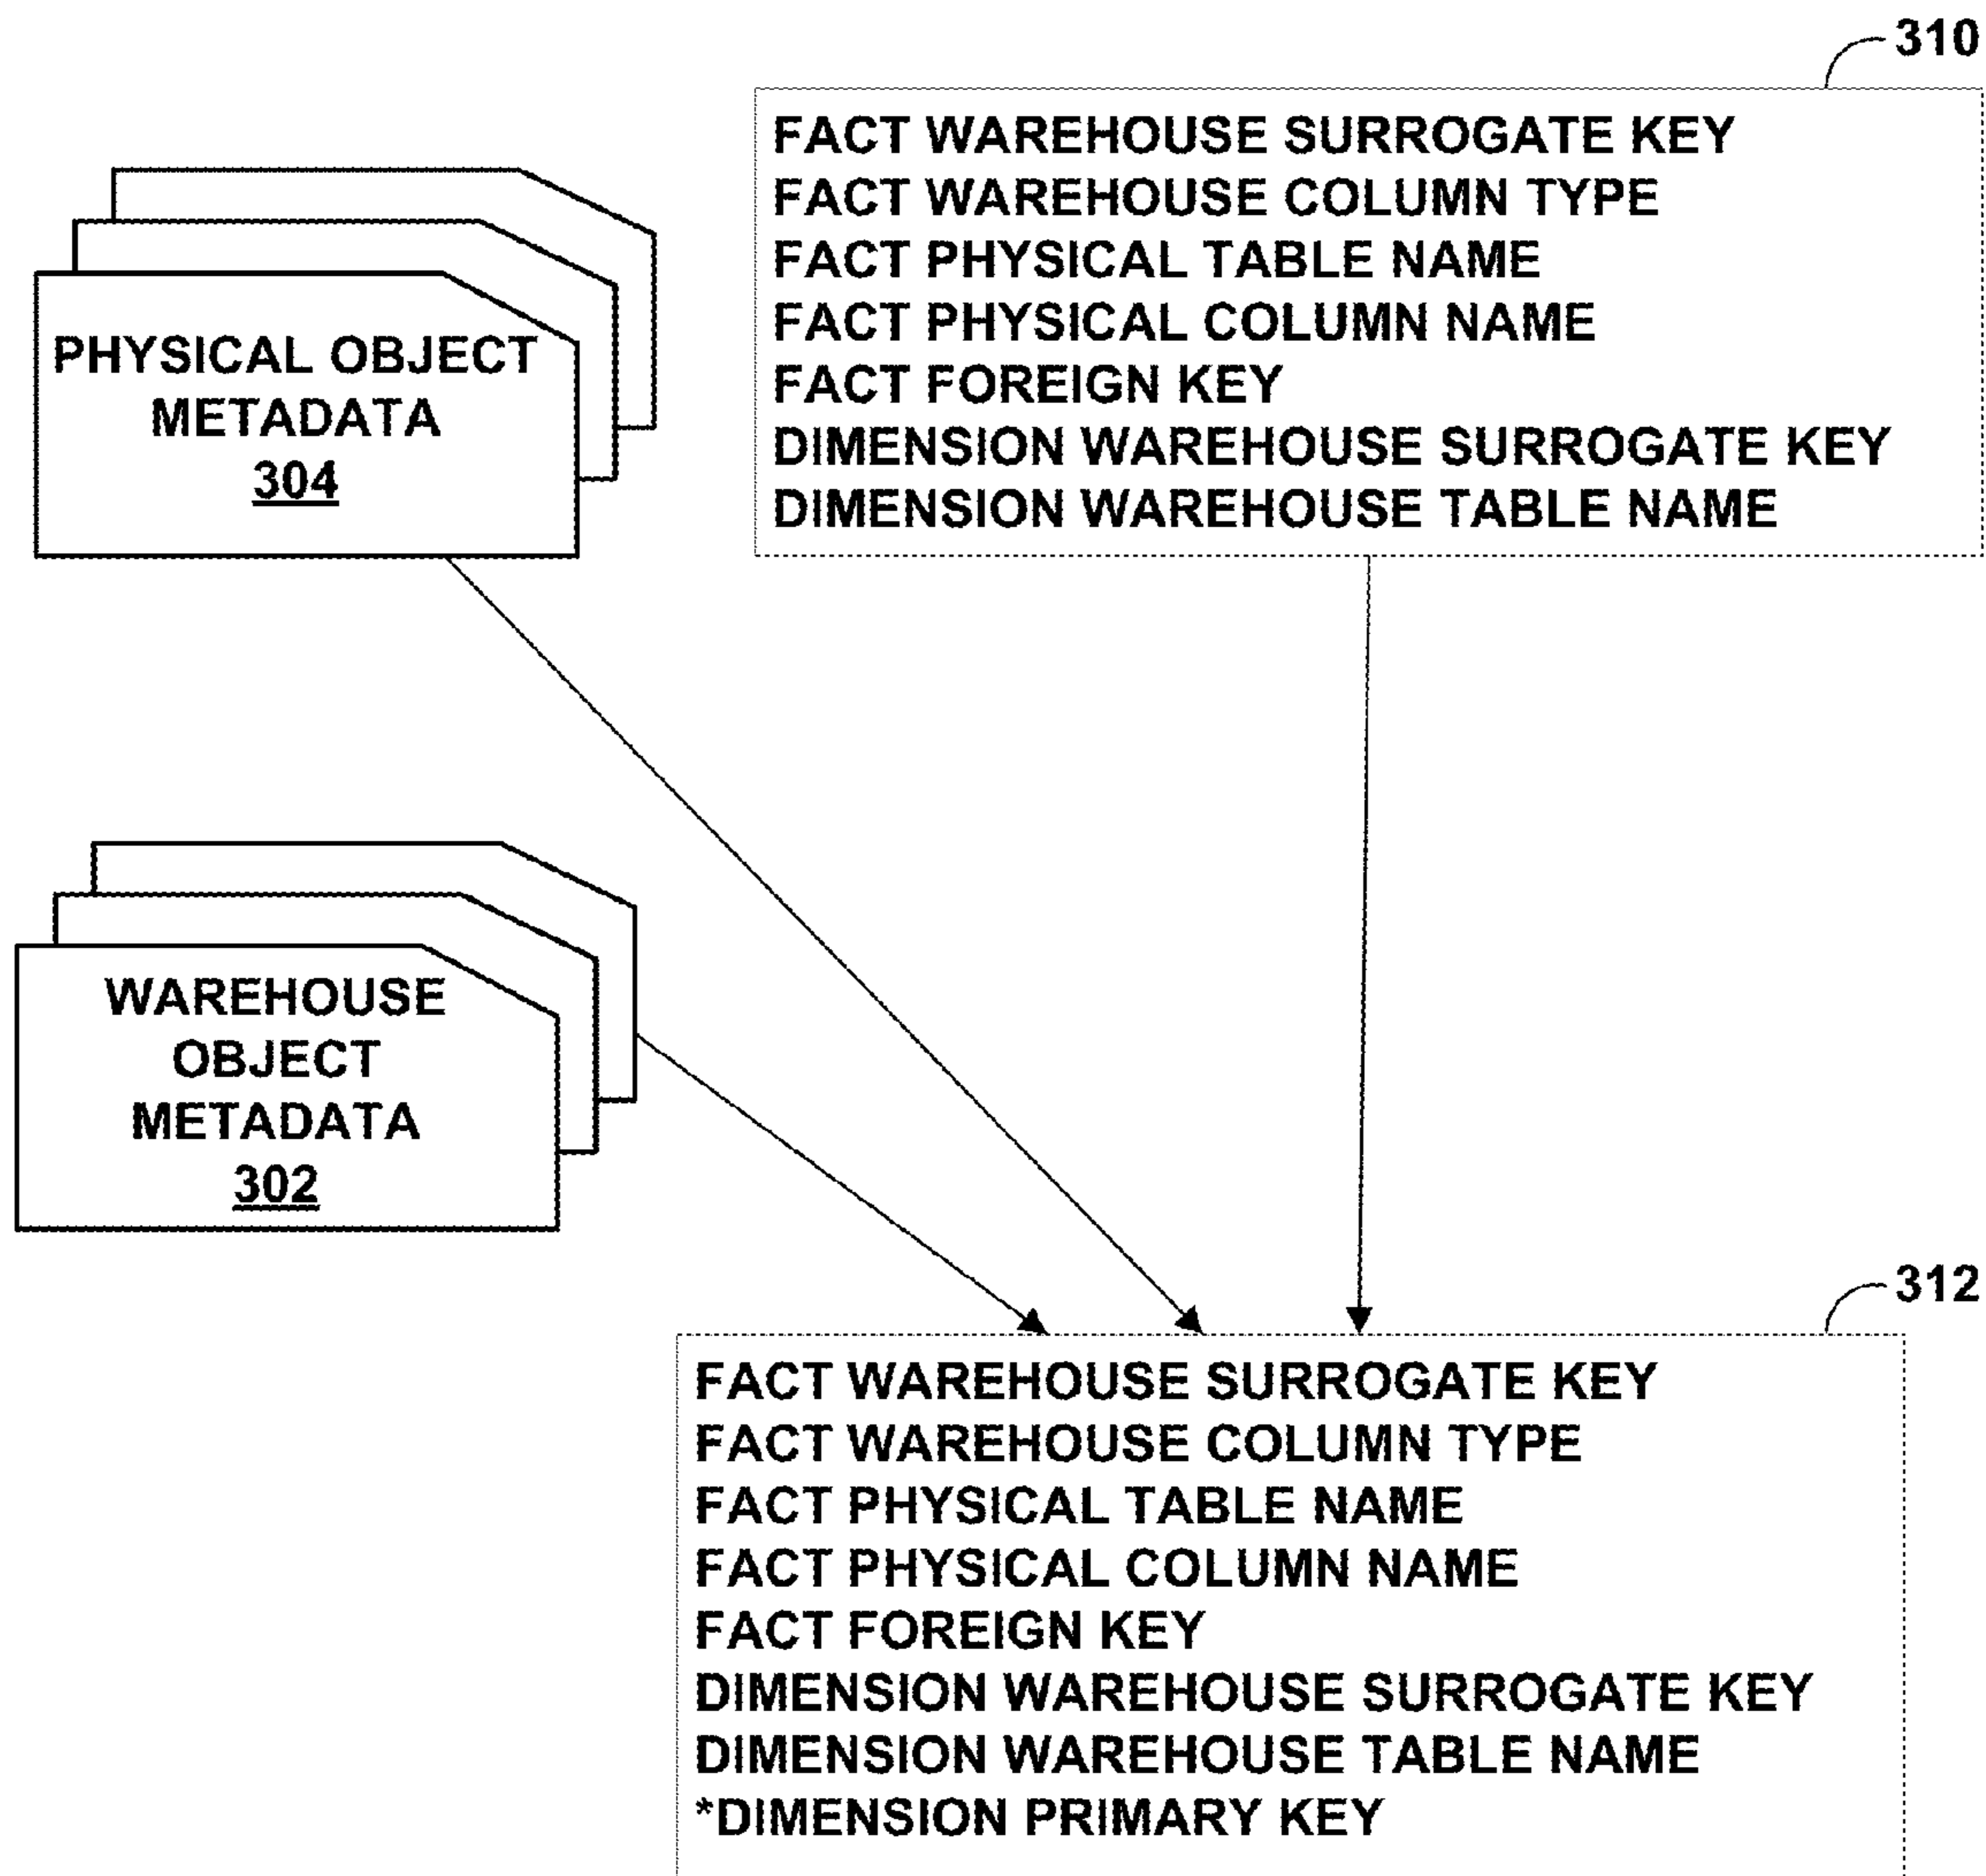 310
FACT WAREHOUSE SURROGATE KEY
FACT WAREHOUSE COLUMN TYPE
FACT PHYSICAL TABLE NAME
FACT PHYSICAL COLUMN NAME
FACT FOREIGN KEY
DIMENSION WAREHOUSE SURROGATE KEY
DIMENSION WAREHOUSE TABLE NAME
PHYSICAL OBJECT
METADATA
304
WAREHOUSE
OBJECT
METADATA
302
312
FACT WAREHOUSE SURROGATE KEY
FACT WAREHOUSE COLUMN TYPE
FACT PHYSICAL TABLE NAME
FACT PHYSICAL COLUMN NAME
FACT FOREIGN KEY
DIMENSION WAREHOUSE SURROGATE KEY
DIMENSION WAREHOUSE TABLE NAME
*DIMENSION PRIMARY KEY